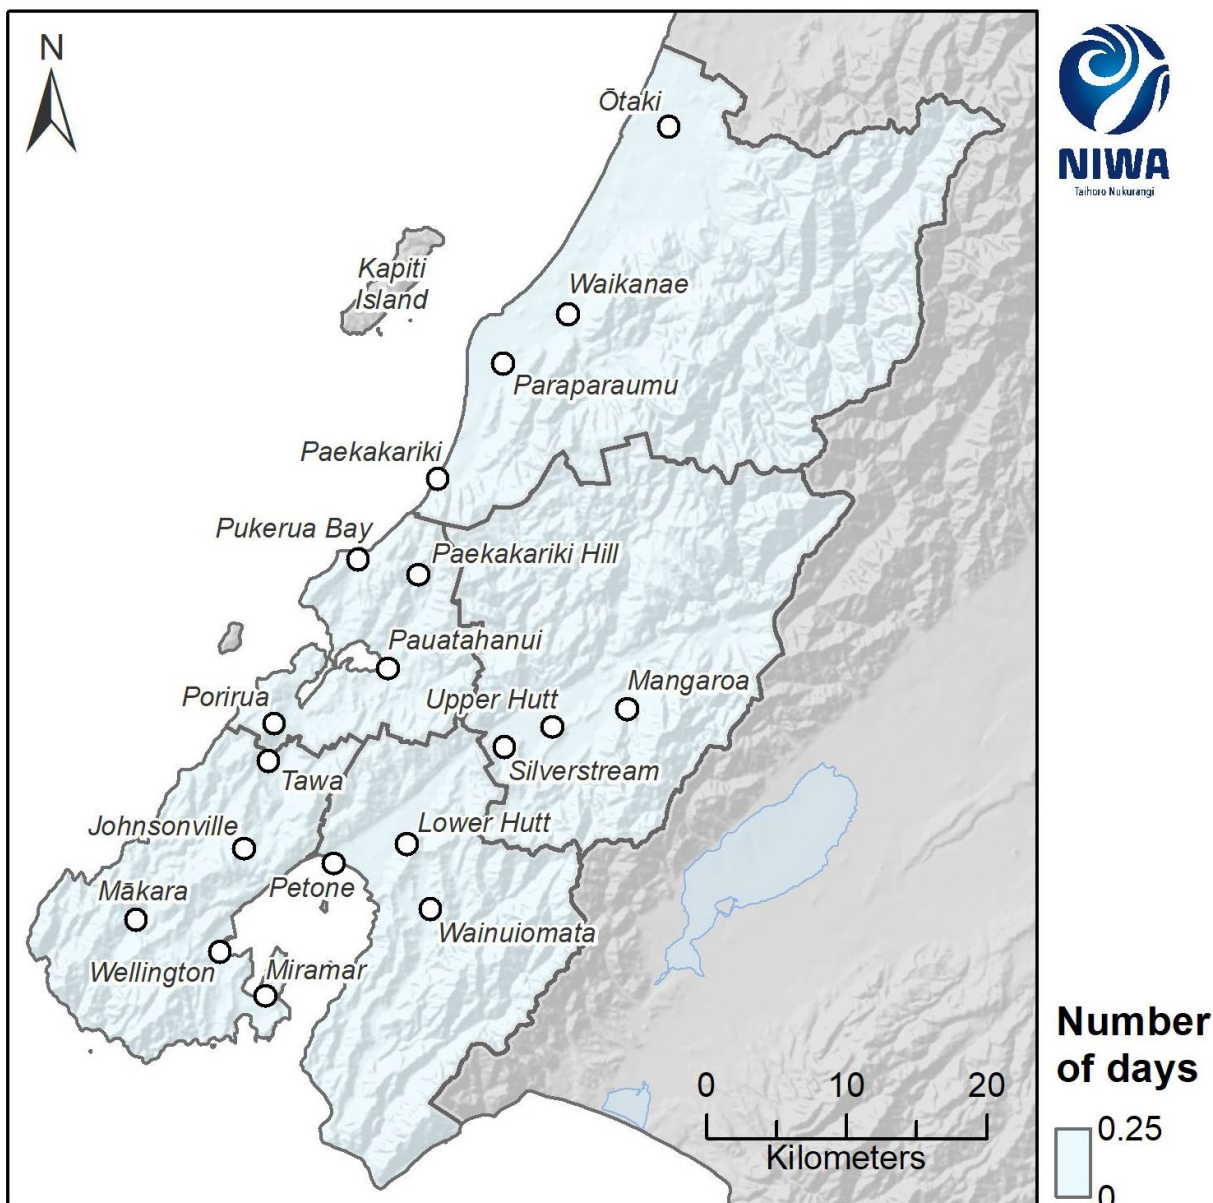 N
Ōtaki
NIWA
Taihoro Nukurangi
Kapiti
Island
Waikanae
Paraparaumu
Paekakariki
Pukerua Bay
Paekakariki Hill
Pauatahanui
Porirua
Upper Hutt
Mangaroa
Silverstream
Tawa
Johnsonville
Lower Hutt
Petone
Mākara
Wainuiomata
Wellington
Miramar
Number
of days
0 10 20
Kilometers
0.25
0